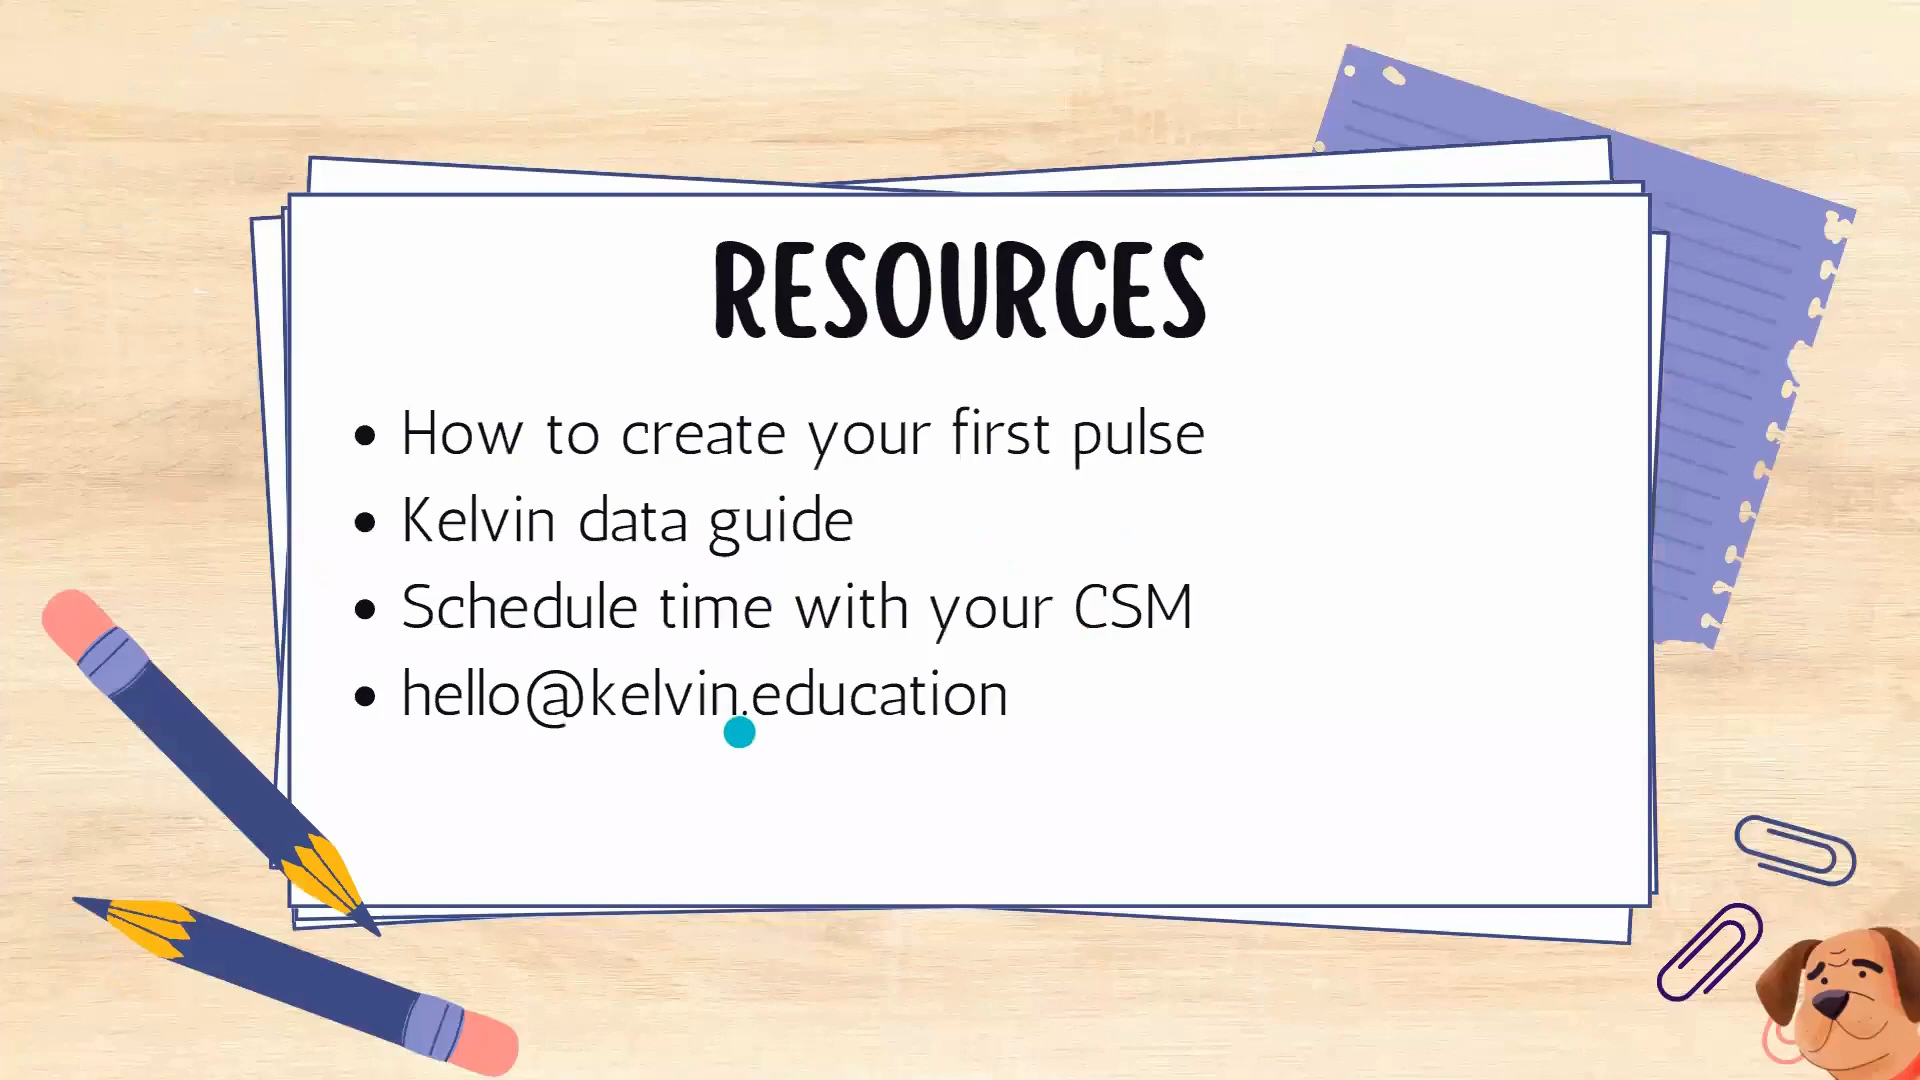 RESOURCES
• How to create your first pulse
• Kelvin data guide
• Schedule time with your CSM
• hello@kelvin.education